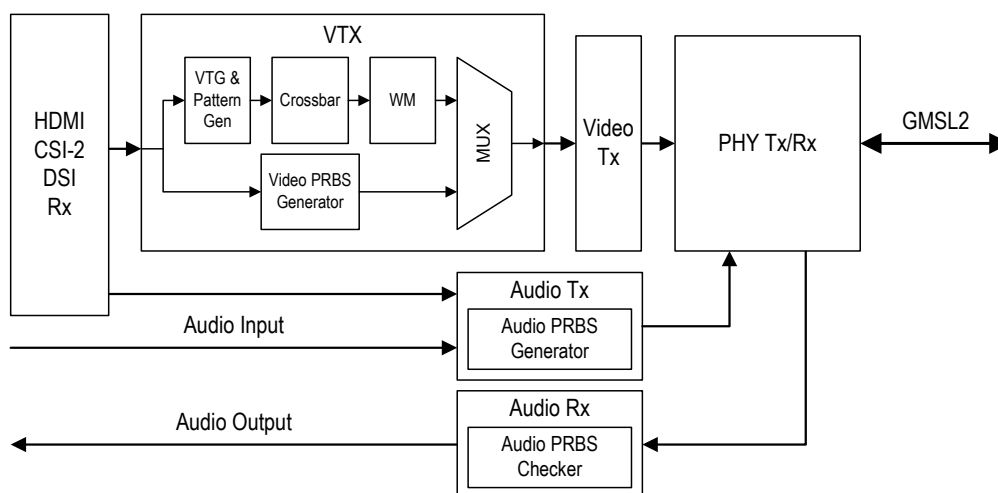 HDMI
CSI-2
DSI
Rx
VTX
VTG &
Pattern
Gen
Crossbar
WM
Video PRBS
Generator
MUX
Video
Tx
PHY Tx/Rx
GMSL2
Audio Input
Audio Tx
Audio PRBS
Generator
Audio Output
Audio Rx
Audio PRBS
Checker